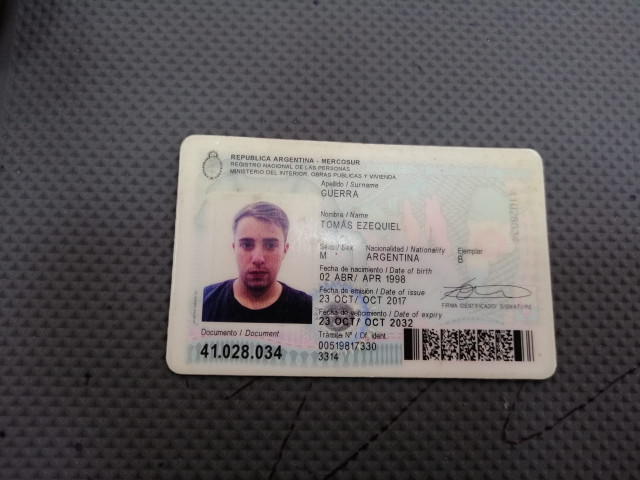 REPUBLICA ARGENTINA - MERCOSUR
REGISTRO NACIONAL DE LAS PERSONAS
MINISTERIO DEL INTERIOR, OBRAS PUBLICAS Y VIVIENDA
Apellido / Surname
GUERRA
Nombre / Name
TOMÁS EZEQUIEL
Sexo / Sex Nacionalidad / Nationality Ejemplar
M ARGENTINA B
Fecha de nacimiento / Date of birth
02 ABR/ APR 1998
Fecha de emisión / Date of issue
23 OCT/ OCT 2017
Fecha de vencimiento / Date of expiry
23 OCT/ OCT 2032
FIRMA IDENTIFICADO/ SIGNATURE
Documento / Document
41.028.034
Trámite Nº / Of. ident.
00519817330
3314